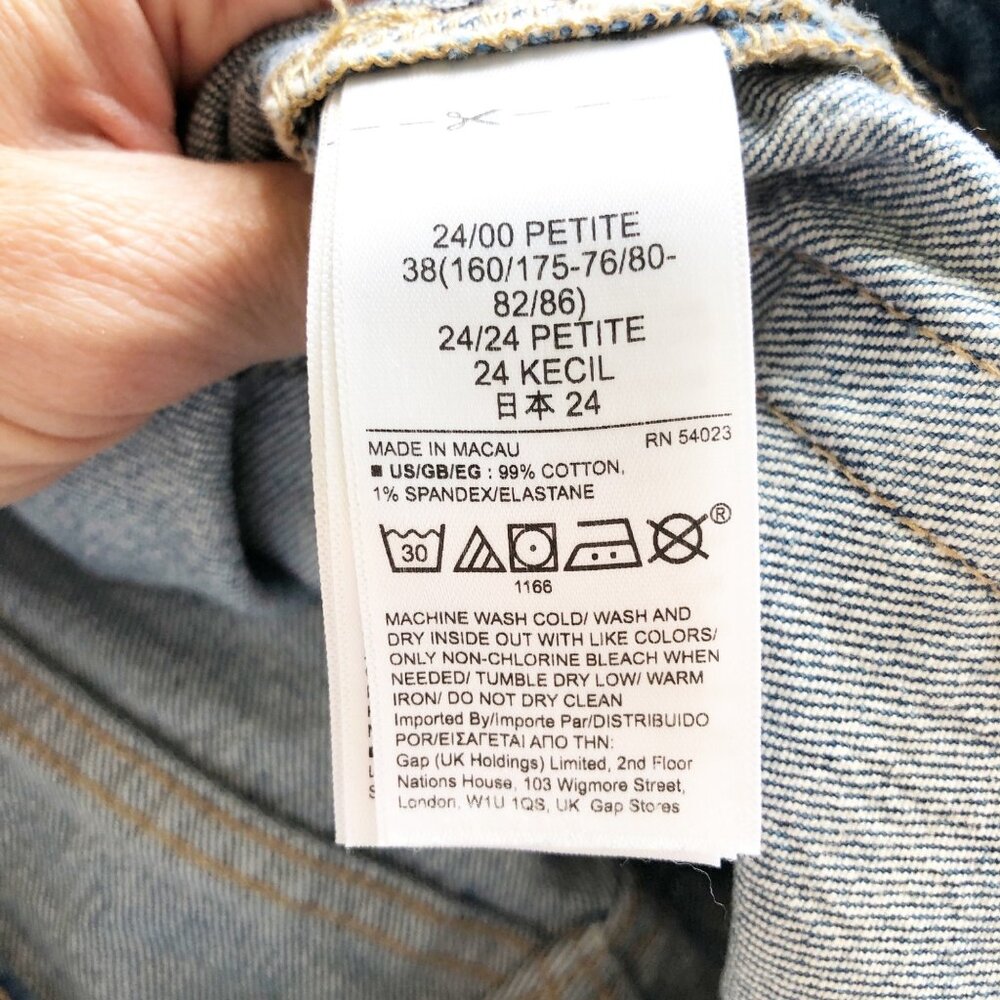 24/00 PETITE
38(160/175-76/80-
82/86)
24/24 PETITE
24 KECIL
日本 24
MADE IN MACAU RN 54023
■ US/GB/EG : 99% COTTON,
1% SPANDEX/ELASTANE
30 ®
1166
MACHINE WASH COLD/ WASH AND
DRY INSIDE OUT WITH LIKE COLORS/
ONLY NON-CHLORINE BLEACH WHEN
NEEDED/ TUMBLE DRY LOW/ WARM
IRON/ DO NOT DRY CLEAN
Imported By/Importe Par/DISTRIBUIDO
POR/ΕΙΣΑΓΕΤΑΙ ΑΠΟ ΤΗΝ:
Gap (UK Holdings) Limited, 2nd Floor
Nations House, 103 Wigmore Street,
London, W1U 1QS, UK Gap Stores